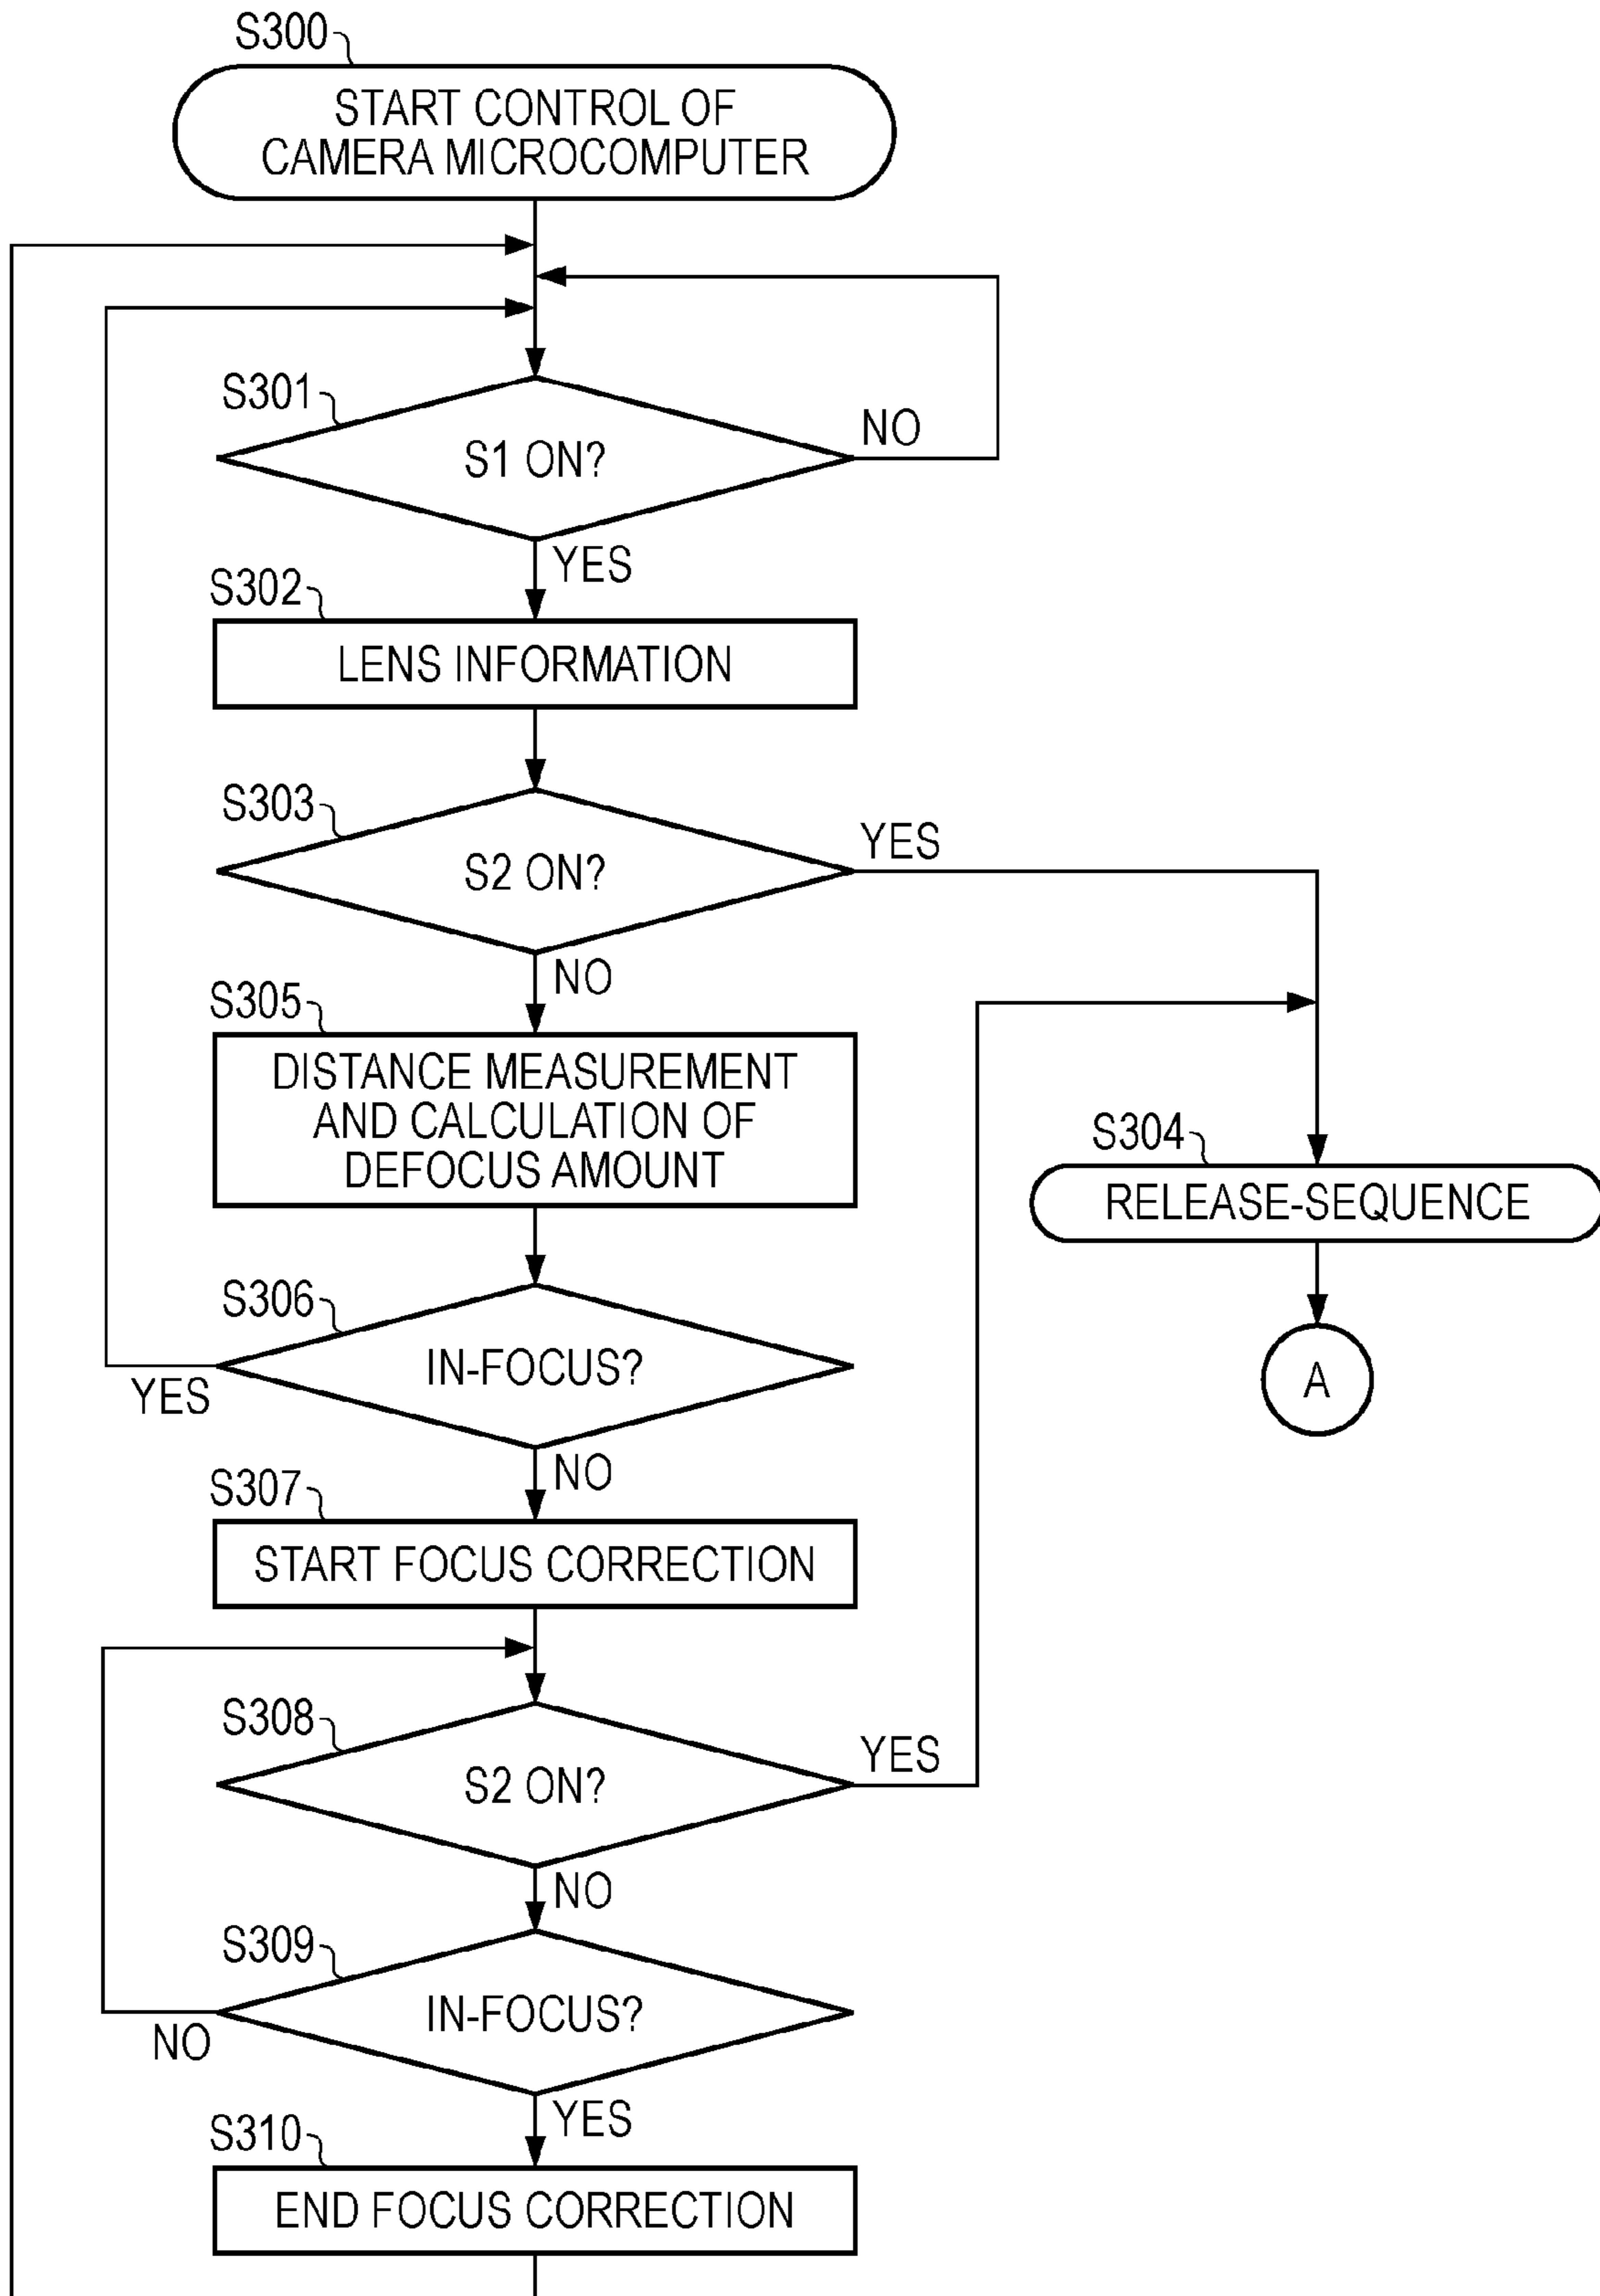 S300
START CONTROL OF
CAMERA MICROCOMPUTER
S301
S1 ON?
NO
YES
S302
LENS INFORMATION
S303
S2 ON?
YES
NO
S305
DISTANCE MEASUREMENT
AND CALCULATION OF
DEFOCUS AMOUNT
S304
RELEASE-SEQUENCE
A
S306
IN-FOCUS?
YES
NO
S307
START FOCUS CORRECTION
S308
S2 ON?
YES
NO
S309
IN-FOCUS?
NO
YES
S310
END FOCUS CORRECTION